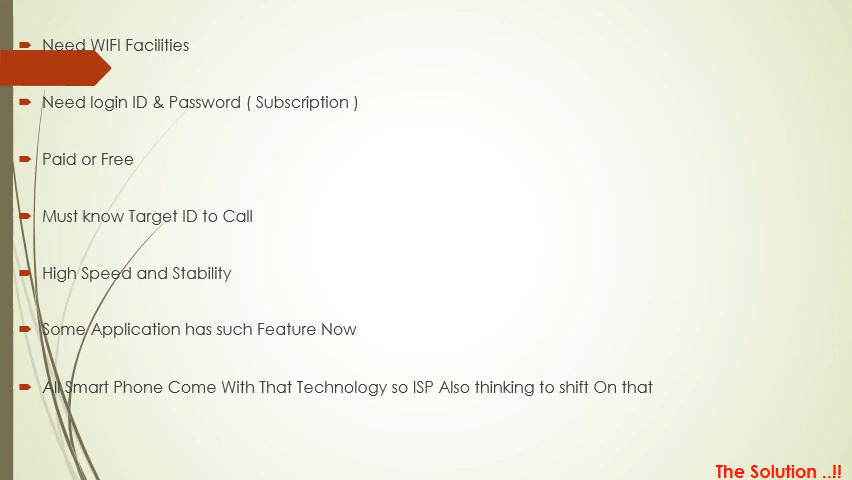 Need WIFI Facilities
Need login ID & Password ( Subscription )
Paid or Free
Must know Target ID to Call
High Speed and Stability
Some Application has such Feature Now
All Smart Phone Come With That Technology so ISP Also thinking to shift On that
The Solution ..!!